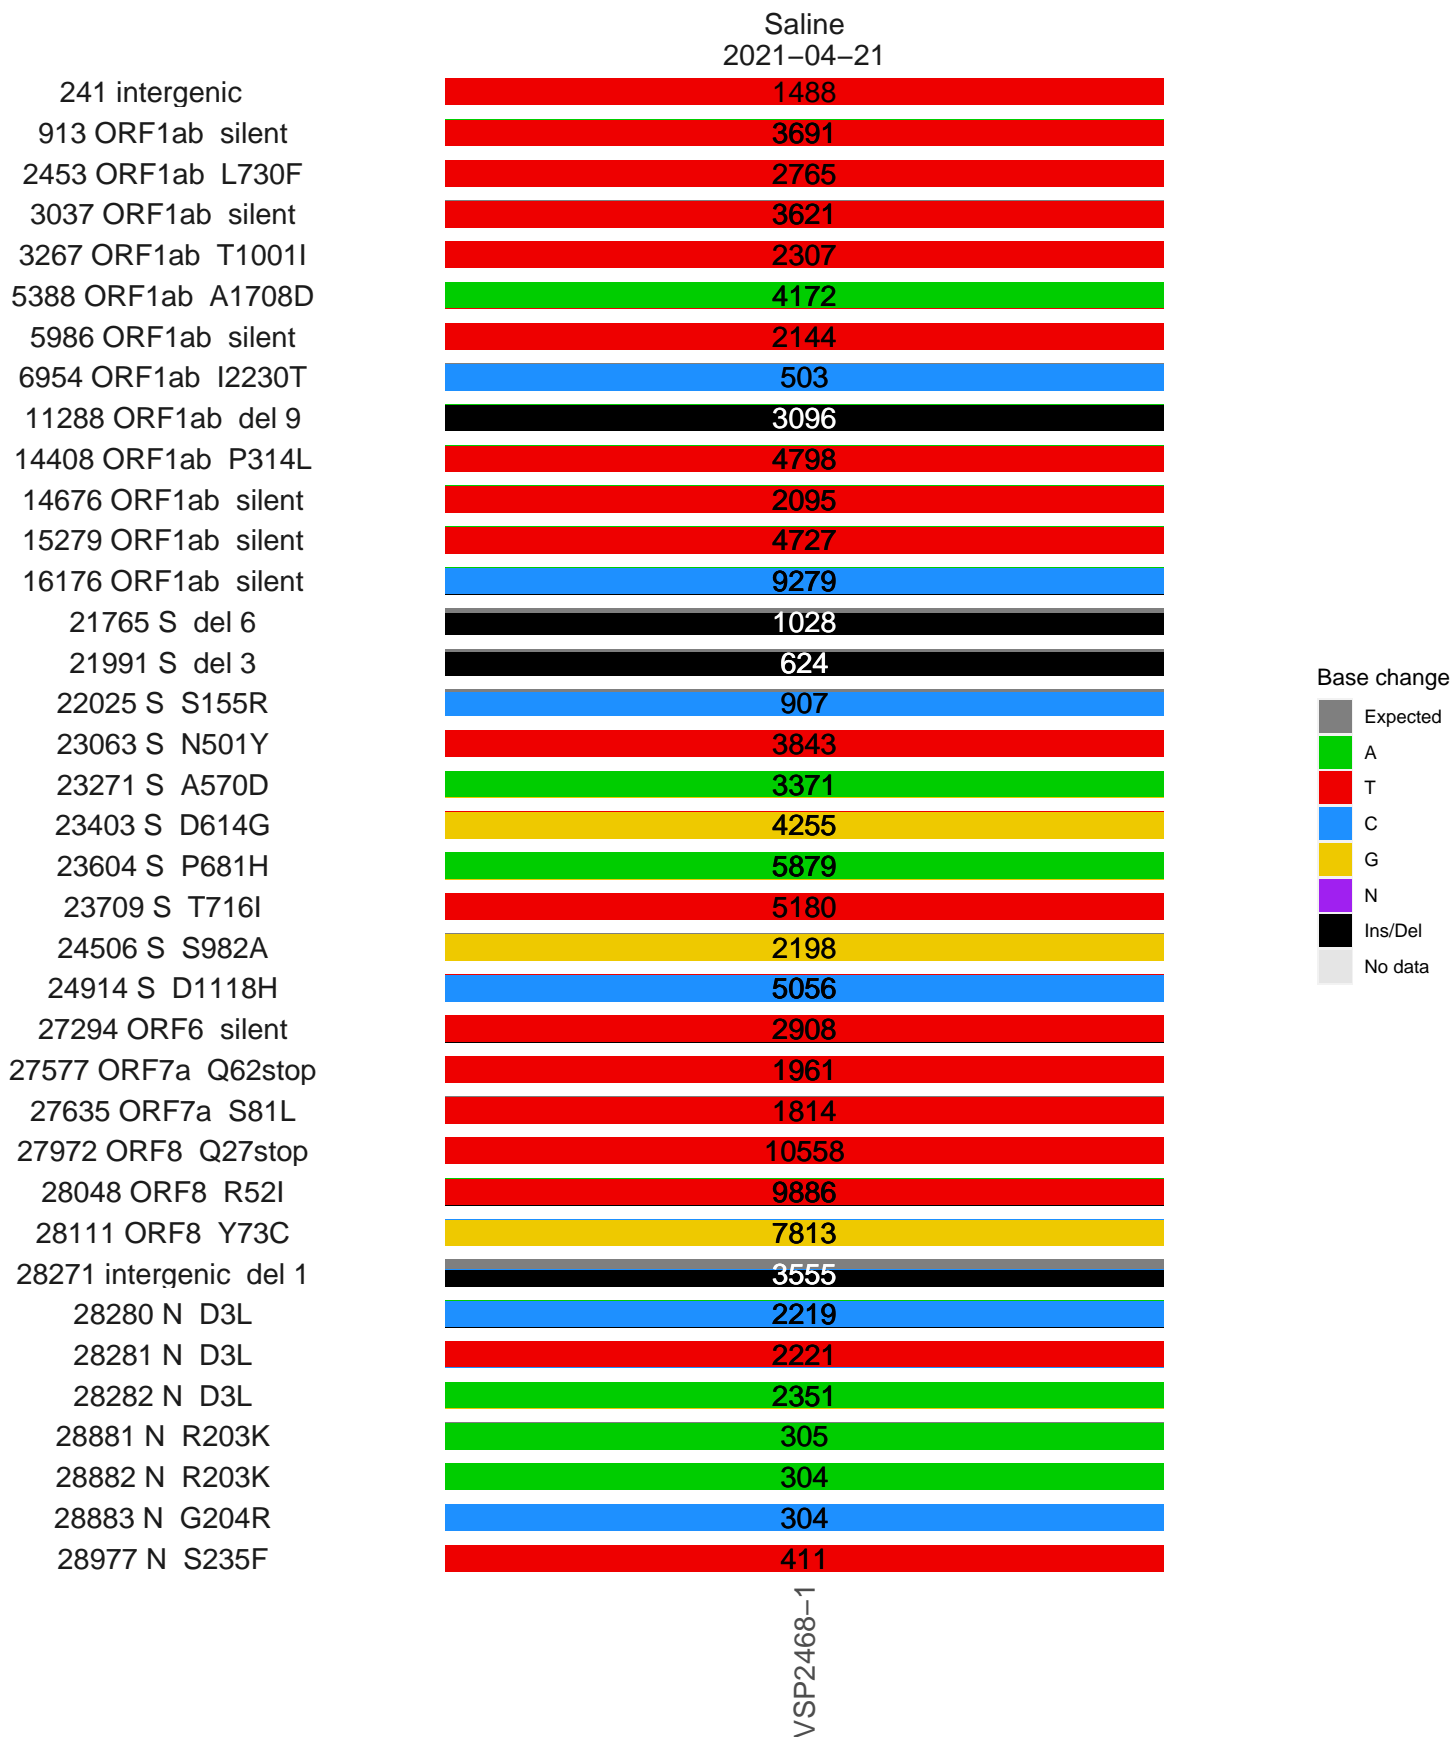 Saline
2021−04−21
241 intergenic 1488
913 ORF1ab silent 3691
2453 ORF1ab L730F 2765
3037 ORF1ab silent 3621
3267 ORF1ab T1001I 2307
5388 ORF1ab A1708D 4172
5986 ORF1ab silent 2144
6954 ORF1ab I2230T 503
11288 ORF1ab del 9 3096
14408 ORF1ab P314L 4798
14676 ORF1ab silent 2095
15279 ORF1ab silent 4727
16176 ORF1ab silent 9279
21765 S del 6 1028
21991 S del 3 624
22025 S S155R 907
23063 S N501Y 3843
23271 S A570D 3371
23403 S D614G 4255
23604 S P681H 5879
23709 S T716I 5180
24506 S S982A 2198
24914 S D1118H 5056
27294 ORF6 silent 2908
27577 ORF7a Q62stop 1961
27635 ORF7a S81L 1814
27972 ORF8 Q27stop 10558
28048 ORF8 R52I 9886
28111 ORF8 Y73C 7813
28271 intergenic del 1 3555
28280 N D3L 2219
28281 N D3L 2221
28282 N D3L 2351
28881 N R203K 305
28882 N R203K 304
28883 N G204R 304
28977 N S235F 411
VSP2468−1
Base change
Expected
A
T
C
G
N
Ins/Del
No data